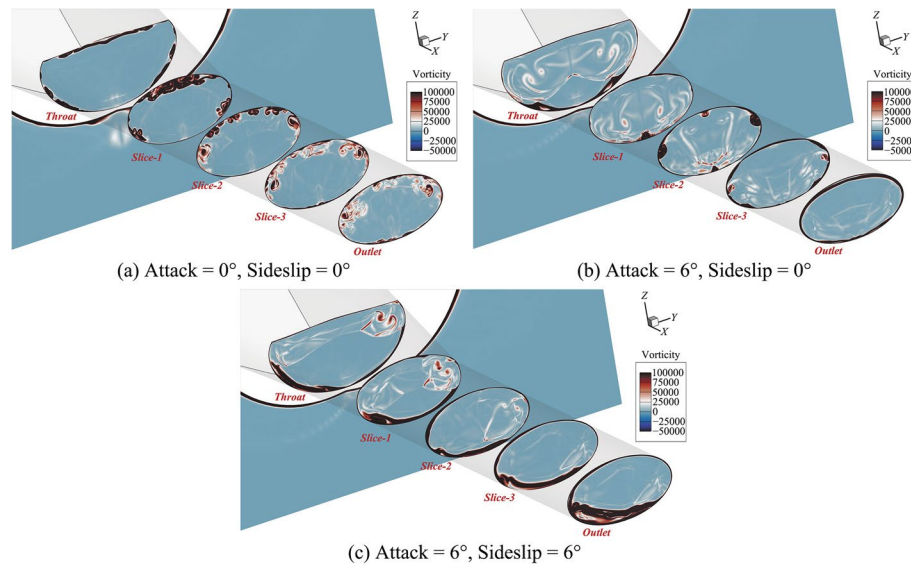 Z
Y
X
Vorticity
100000
75000
50000
25000
0
−25000
−50000
Throat
Slice-1
Slice-2
Slice-3
Outlet
(a) Attack = 0°, Sideslip = 0°
Z
Y
X
Vorticity
100000
75000
50000
25000
0
−25000
−50000
Throat
Slice-1
Slice-2
Slice-3
Outlet
(b) Attack = 6°, Sideslip = 0°
Z
Y
X
Vorticity
100000
75000
50000
25000
0
−25000
−50000
Throat
Slice-1
Slice-2
Slice-3
Outlet
(c) Attack = 6°, Sideslip = 6°